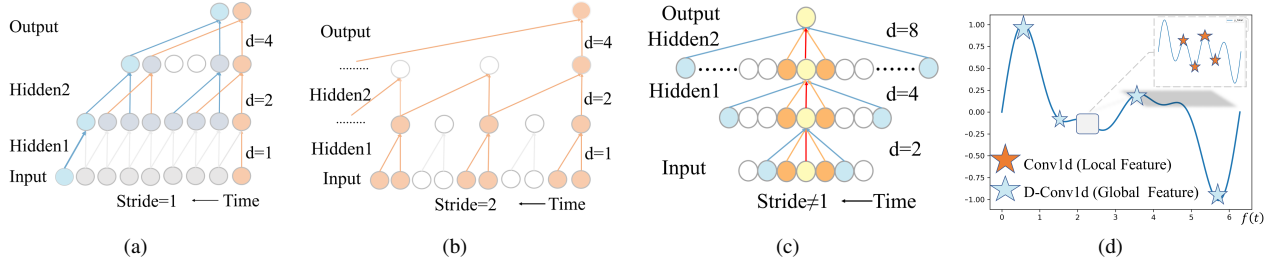 Output
d=4
Hidden2
d=2
Hidden1
d=1
Input
Stride=1 ← Time
(a)
Output
d=4
.........
Hidden2
d=2
.........
Hidden1
d=1
Input
Stride=2 ← Time
(b)
Output
Hidden2
d=8
......
......
Hidden1
d=4
Input
d=2
Stride≠1 ← Time
(c)
1.00
0.75
0.50
0.25
0.00
-0.25
-0.50
-0.75
-1.00
Conv1d (Local Feature)
D-Conv1d (Global Feature)
0 1 2 3 4 5 6 f(t)
(d)